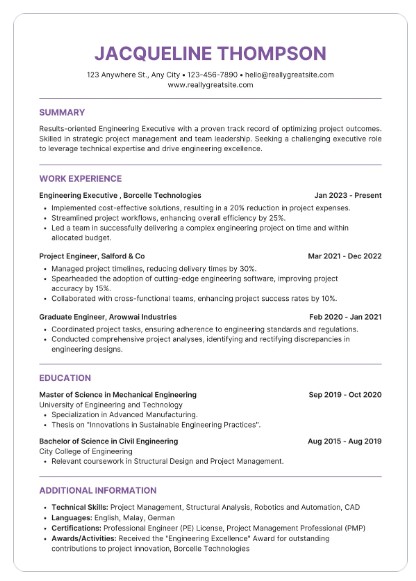 JACQUELINE THOMPSON
123 Anywhere St., Any City • 123-456-7890 • hello@reallygreatsite.com
www.reallygreatsite.com
SUMMARY
Results-oriented Engineering Executive with a proven track record of optimizing project outcomes.
Skilled in strategic project management and team leadership. Seeking a challenging executive role
to leverage technical expertise and drive engineering excellence.
WORK EXPERIENCE
Engineering Executive , Borcelle Technologies Jan 2023 - Present
• Implemented cost-effective solutions, resulting in a 20% reduction in project expenses.
• Streamlined project workflows, enhancing overall efficiency by 25%.
• Led a team in successfully delivering a complex engineering project on time and within
allocated budget.
Project Engineer, Salford & Co Mar 2021 - Dec 2022
• Managed project timelines, reducing delivery times by 30%.
• Spearheaded the adoption of cutting-edge engineering software, improving project
accuracy by 15%.
• Collaborated with cross-functional teams, enhancing project success rates by 10%.
Graduate Engineer, Arowwai Industries Feb 2020 - Jan 2021
• Coordinated project tasks, ensuring adherence to engineering standards and regulations.
• Conducted comprehensive project analyses, identifying and rectifying discrepancies in
engineering designs.
EDUCATION
Master of Science in Mechanical Engineering Sep 2019 - Oct 2020
University of Engineering and Technology
• Specialization in Advanced Manufacturing.
• Thesis on "Innovations in Sustainable Engineering Practices".
Bachelor of Science in Civil Engineering Aug 2015 - Aug 2019
City College of Engineering
• Relevant coursework in Structural Design and Project Management.
ADDITIONAL INFORMATION
• Technical Skills: Project Management, Structural Analysis, Robotics and Automation, CAD
• Languages: English, Malay, German
• Certifications: Professional Engineer (PE) License, Project Management Professional (PMP)
• Awards/Activities: Received the "Engineering Excellence" Award for outstanding
contributions to project innovation, Borcelle Technologies